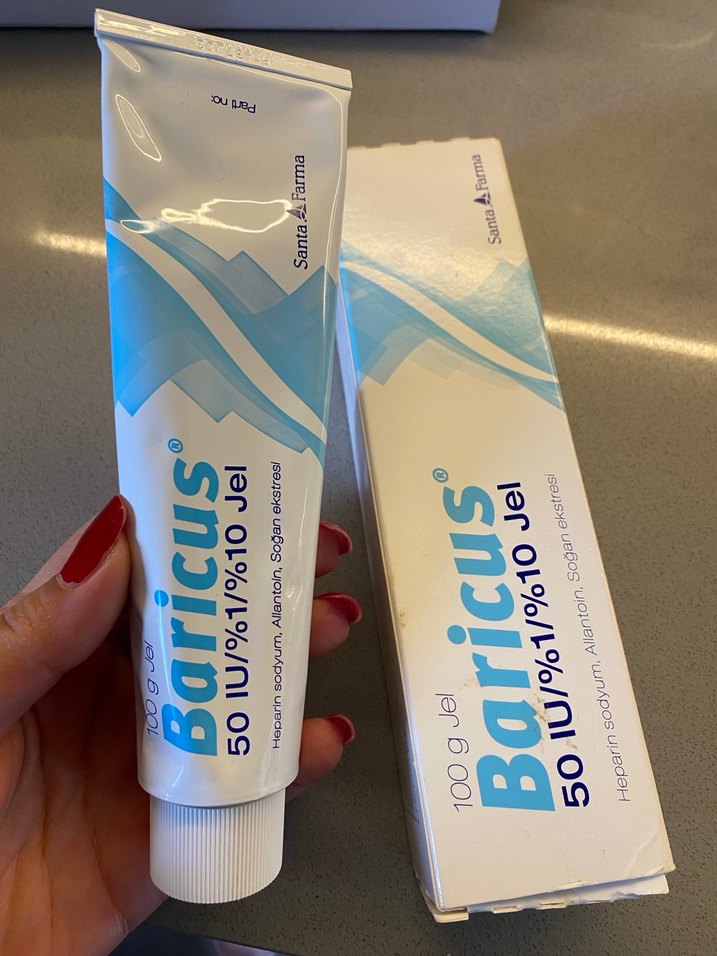 Parti no:
Santa Farma
100 g Jel
Baricus®
50 IU/%1/%10 Jel
Heparin sodyum, Allantoin, Soğan ekstresi
Santa Farma
100 g Jel
Baricus®
50 IU/%1/%10 Jel
Heparin sodyum, Allantoin, Soğan ekstresi